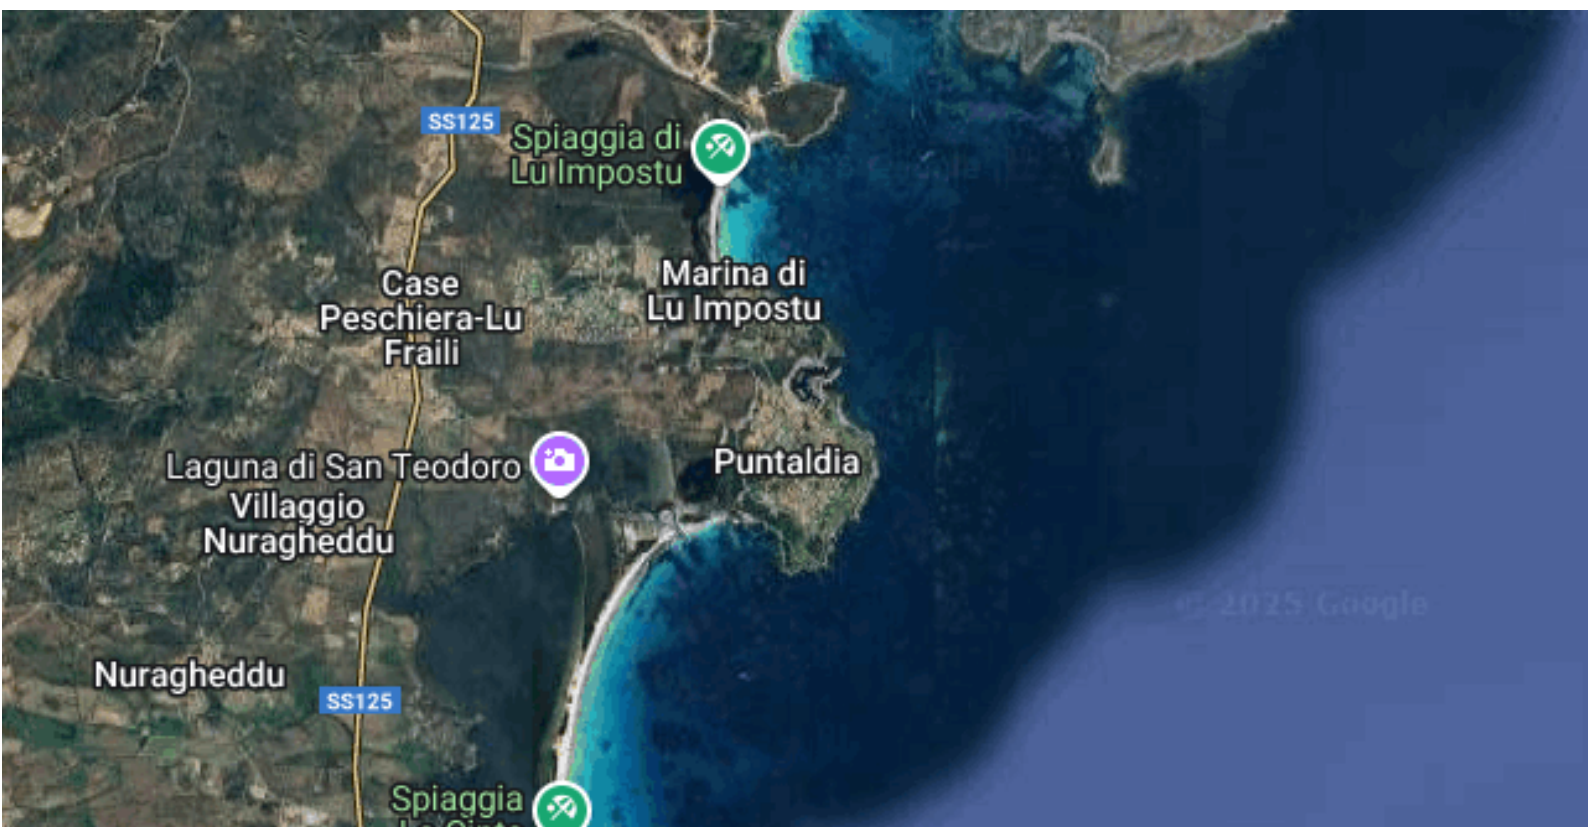 SS125
Spiaggia di
Lu Impostu
Case
Peschiera-Lu
Fraili
Marina di
Lu Impostu
Laguna di San Teodoro
Villaggio
Nuragheddu
Puntaldia
© 2025 Google
Nuragheddu
SS125
Spiaggia